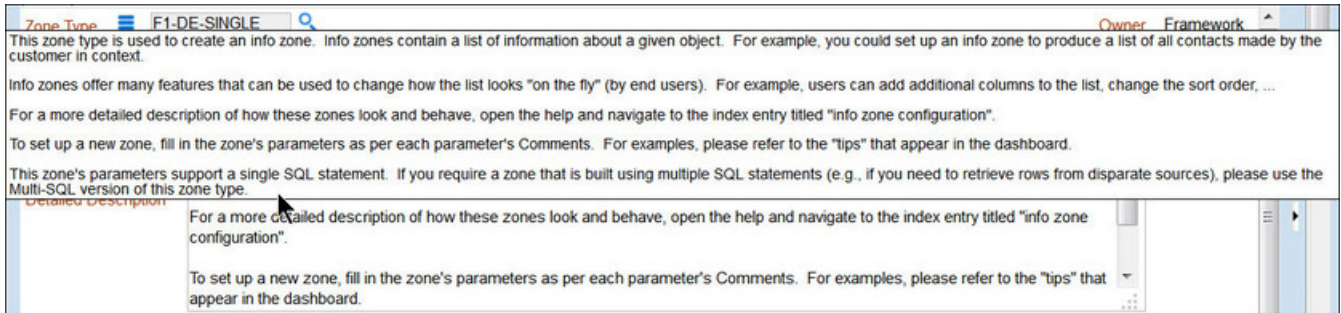 Zone Type F1-DE-SINGLE Owner Framework
This zone type is used to create an info zone. Info zones contain a list of information about a given object. For example, you could set up an info zone to produce a list of all contacts made by the
customer in context.
Info zones offer many features that can be used to change how the list looks "on the fly" (by end users). For example, users can add additional columns to the list, change the sort order, ...
For a more detailed description of how these zones look and behave, open the help and navigate to the index entry titled "info zone configuration".
To set up a new zone, fill in the zone's parameters as per each parameter's Comments. For examples, please refer to the "tips" that appear in the dashboard.
This zone's parameters support a single SQL statement. If you require a zone that is built using multiple SQL statements (e.g., if you need to retrieve rows from disparate sources), please use the
Multi-SQL version of this zone type.
Detailed Description
For a more detailed description of how these zones look and behave, open the help and navigate to the index entry titled "info zone
configuration".
To set up a new zone, fill in the zone's parameters as per each parameter's Comments. For examples, please refer to the "tips" that
appear in the dashboard.